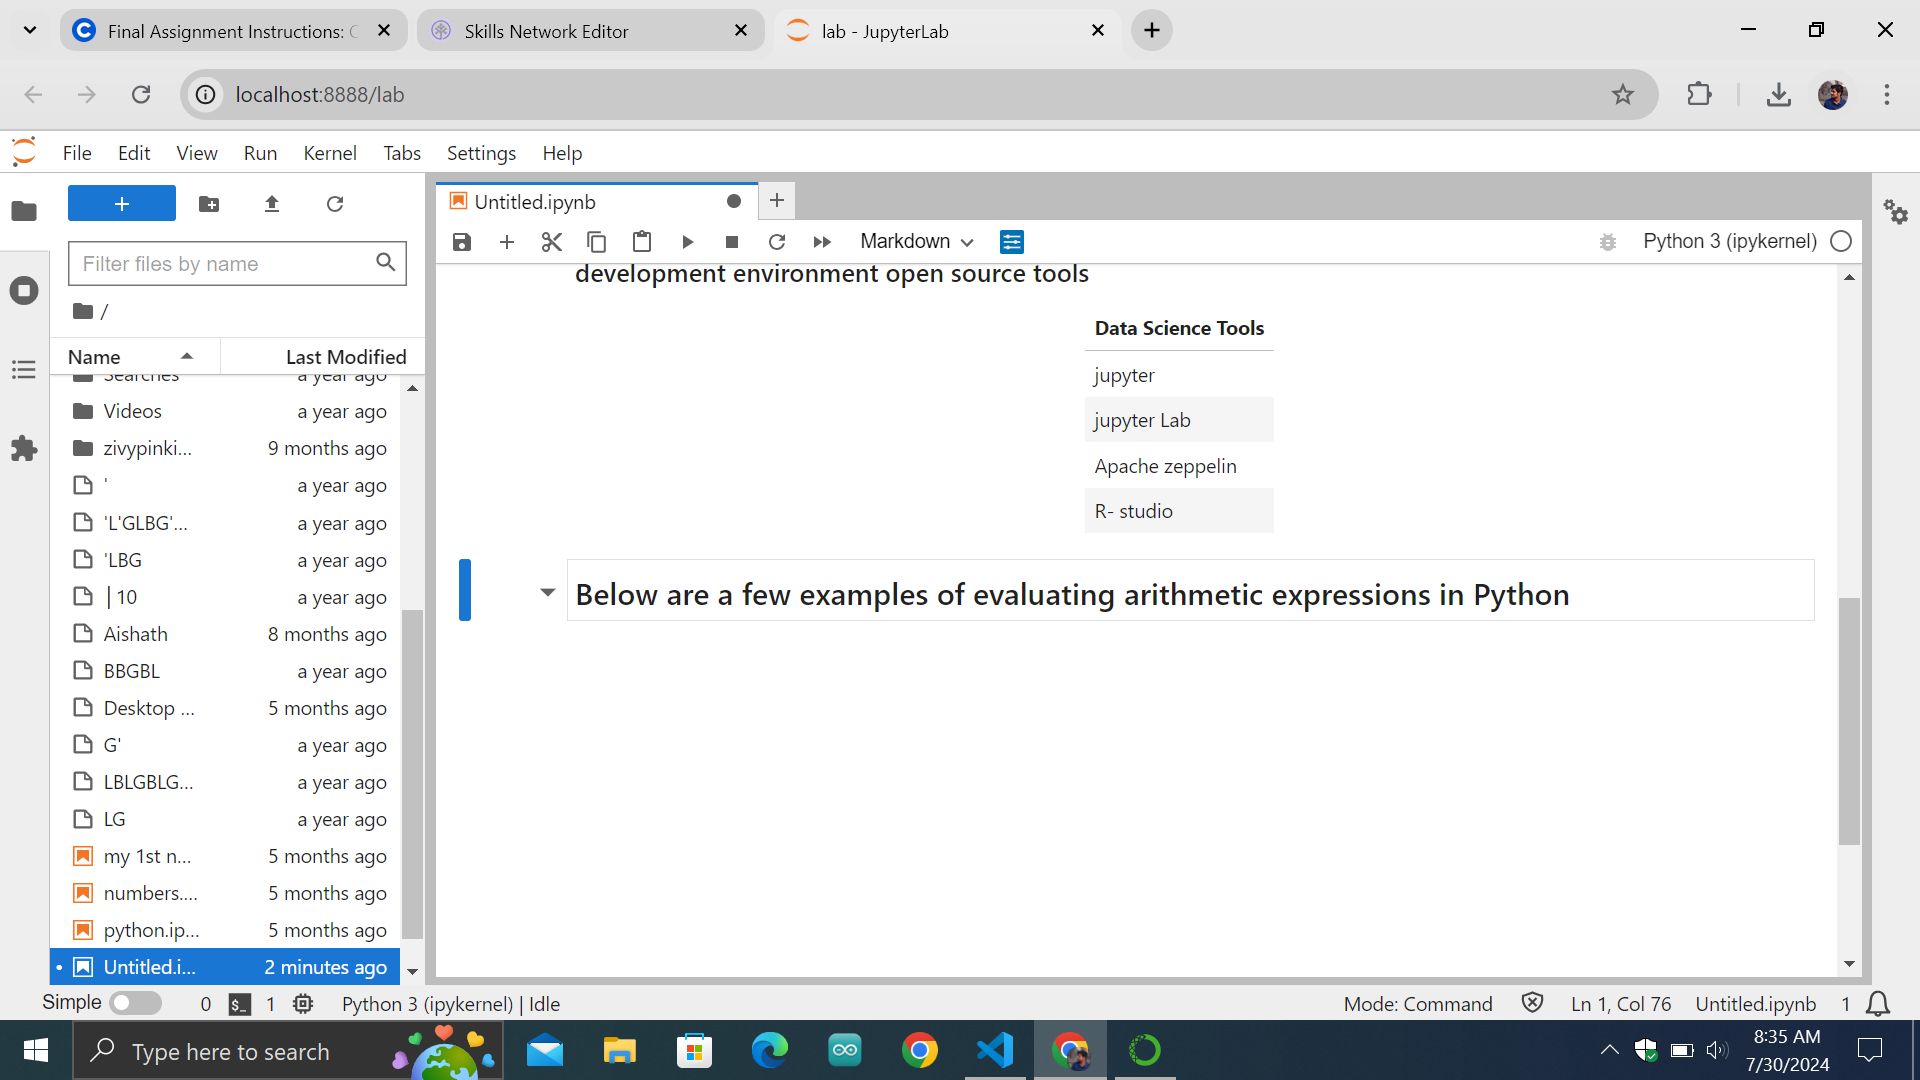 Final Assignment Instructions: C
Skills Network Editor
lab - JupyterLab
localhost:8888/lab
File Edit View Run Kernel Tabs Settings Help
Untitled.ipynb
Markdown
Python 3 (ipykernel)
Filter files by name
/
Name Last Modified
Searches a year ago
Videos a year ago
zivypinki... 9 months ago
' a year ago
'L'GLBG'... a year ago
'LBG a year ago
| 10 a year ago
Aishath 8 months ago
BBGBL a year ago
Desktop ... 5 months ago
G' a year ago
LBLGBLG... a year ago
LG a year ago
my 1st n... 5 months ago
numbers.... 5 months ago
python.ip... 5 months ago
Untitled.i... 2 minutes ago
development environment open source tools
Data Science Tools
jupyter
jupyter Lab
Apache zeppelin
R- studio
Below are a few examples of evaluating arithmetic expressions in Python
Simple 0 $_ 1 Python 3 (ipykernel) | Idle Mode: Command Ln 1, Col 76 Untitled.ipynb 1
Type here to search
8:35 AM
7/30/2024